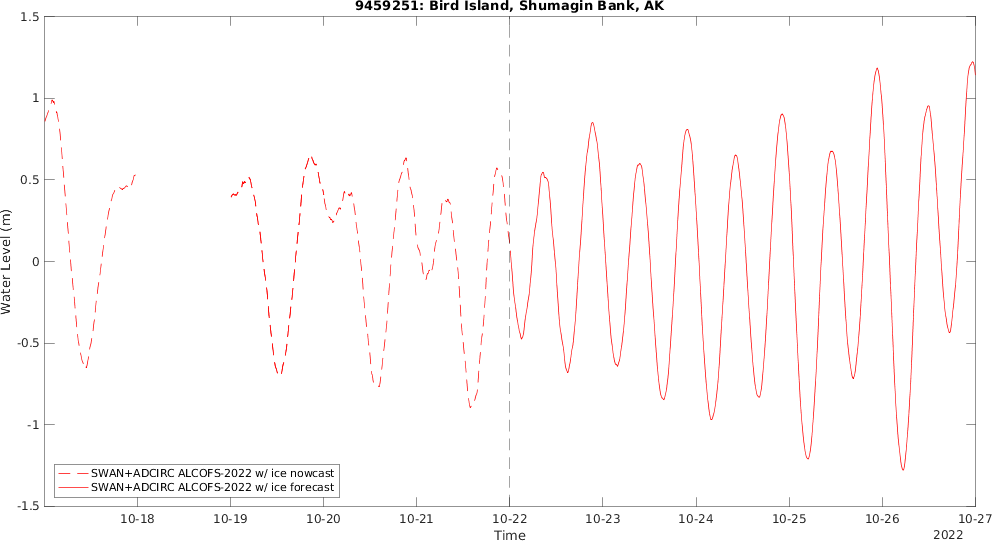 9459251: Bird Island, Shumagin Bank, AK
1.5
1
0.5
0
-0.5
-1
-1.5
Water Level (m)
SWAN+ADCIRC ALCOFS-2022 w/ ice nowcast
SWAN+ADCIRC ALCOFS-2022 w/ ice forecast
10-18 10-19 10-20 10-21 10-22 10-23 10-24 10-25 10-26 10-27
Time
2022